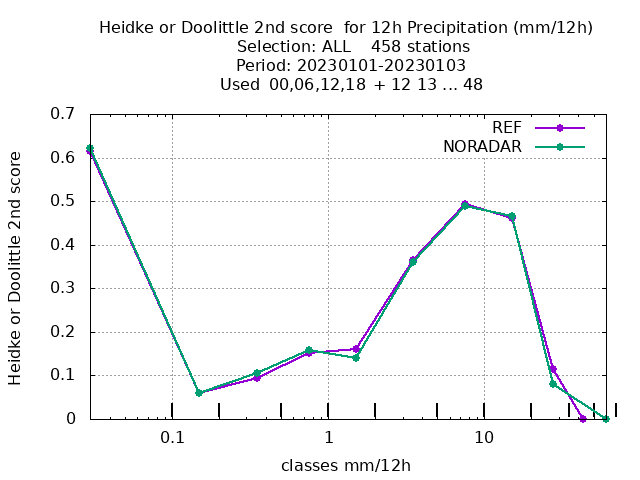 Heidke or Doolittle 2nd score  for 12h Precipitation (mm/12h)
Selection: ALL    458 stations
Period: 20230101-20230103
Used  00,06,12,18  + 12 13 ... 48
REF
NORADAR
0.7
0.6
0.5
0.4
0.3
0.2
0.1
0
Heidke or Doolittle 2nd score
0.1
1
10
classes mm/12h